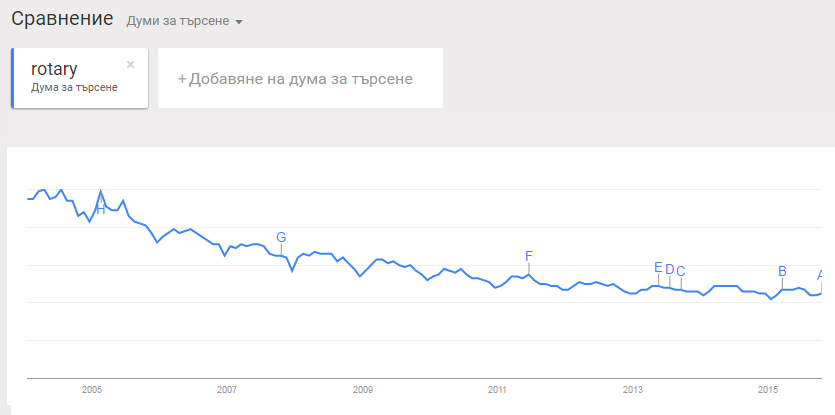 Сравнение Думи за търсене
rotary ×
Дума за търсене
+Добавяне на дума за търсене
H
G
F
E D C
B
A
2005 2007 2009 2011 2013 2015